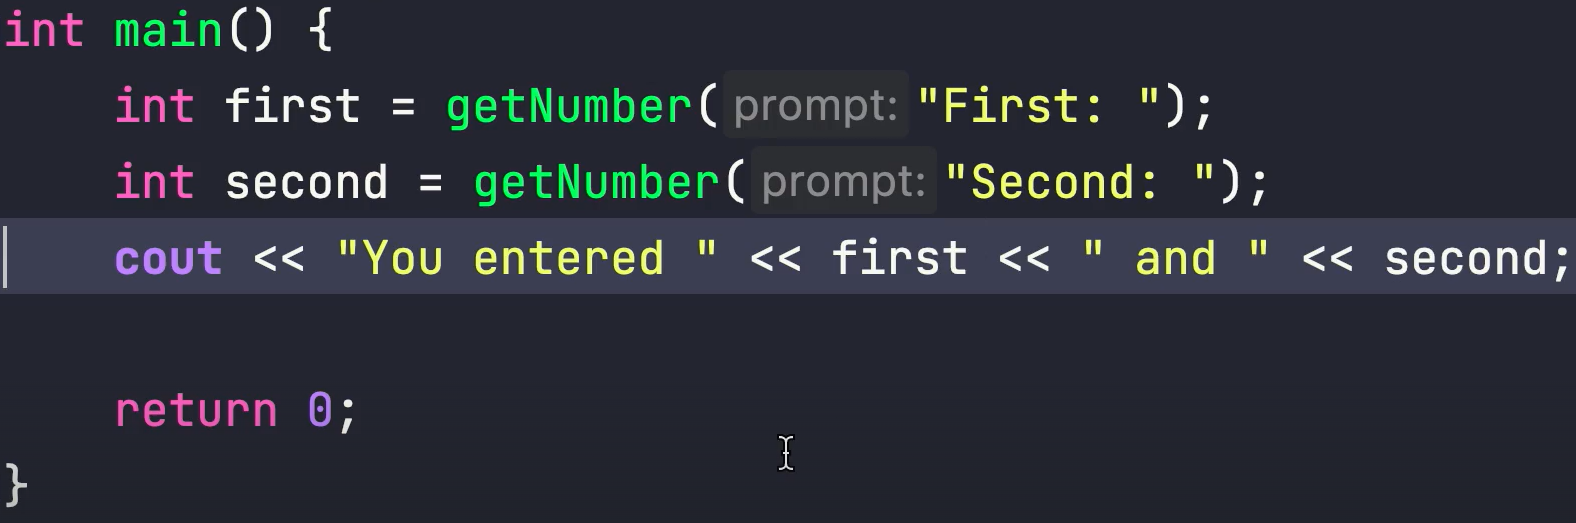 int main() {
    int first = getNumber(prompt: "First: ");
    int second = getNumber(prompt: "Second: ");
    cout << "You entered " << first << " and " << second;
    return 0;
}